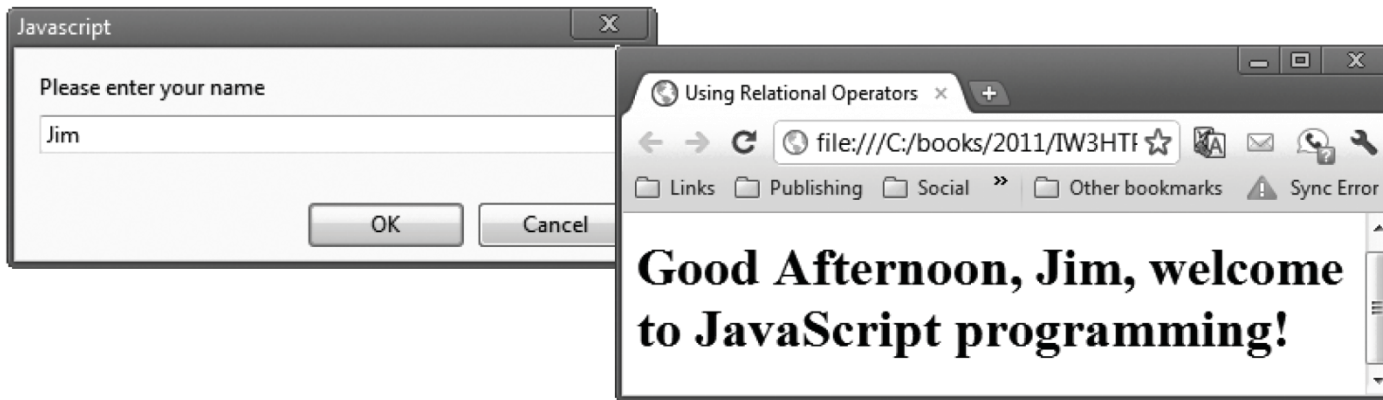 Javascript
Please enter your name
Jim
OK Cancel
Using Relational Operators
file:///C:/books/2011/IW3HTP
Links Publishing Social » Other bookmarks Sync Error
Good Afternoon, Jim, welcome
to JavaScript programming!